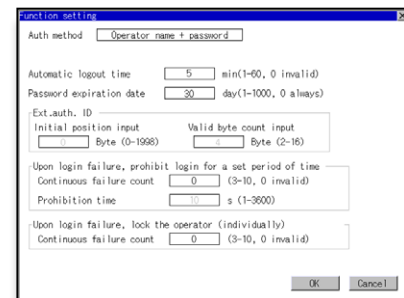 Function setting
Auth method Operator name + password
Automatic logout time 5 min(1-60, 0 invalid)
Password expiration date 30 day(1-1000, 0 always)
Ext.auth. ID
Initial position input Valid byte count input
0 Byte (0-1998) 4 Byte (2-16)
Upon login failure, prohibit login for a set period of time
Continuous failure count 0 (3-10, 0 invalid)
Prohibition time 10 s (1-3600)
Upon login failure, lock the operator (individually)
Continuous failure count 0 (3-10, 0 invalid)
OK Cancel